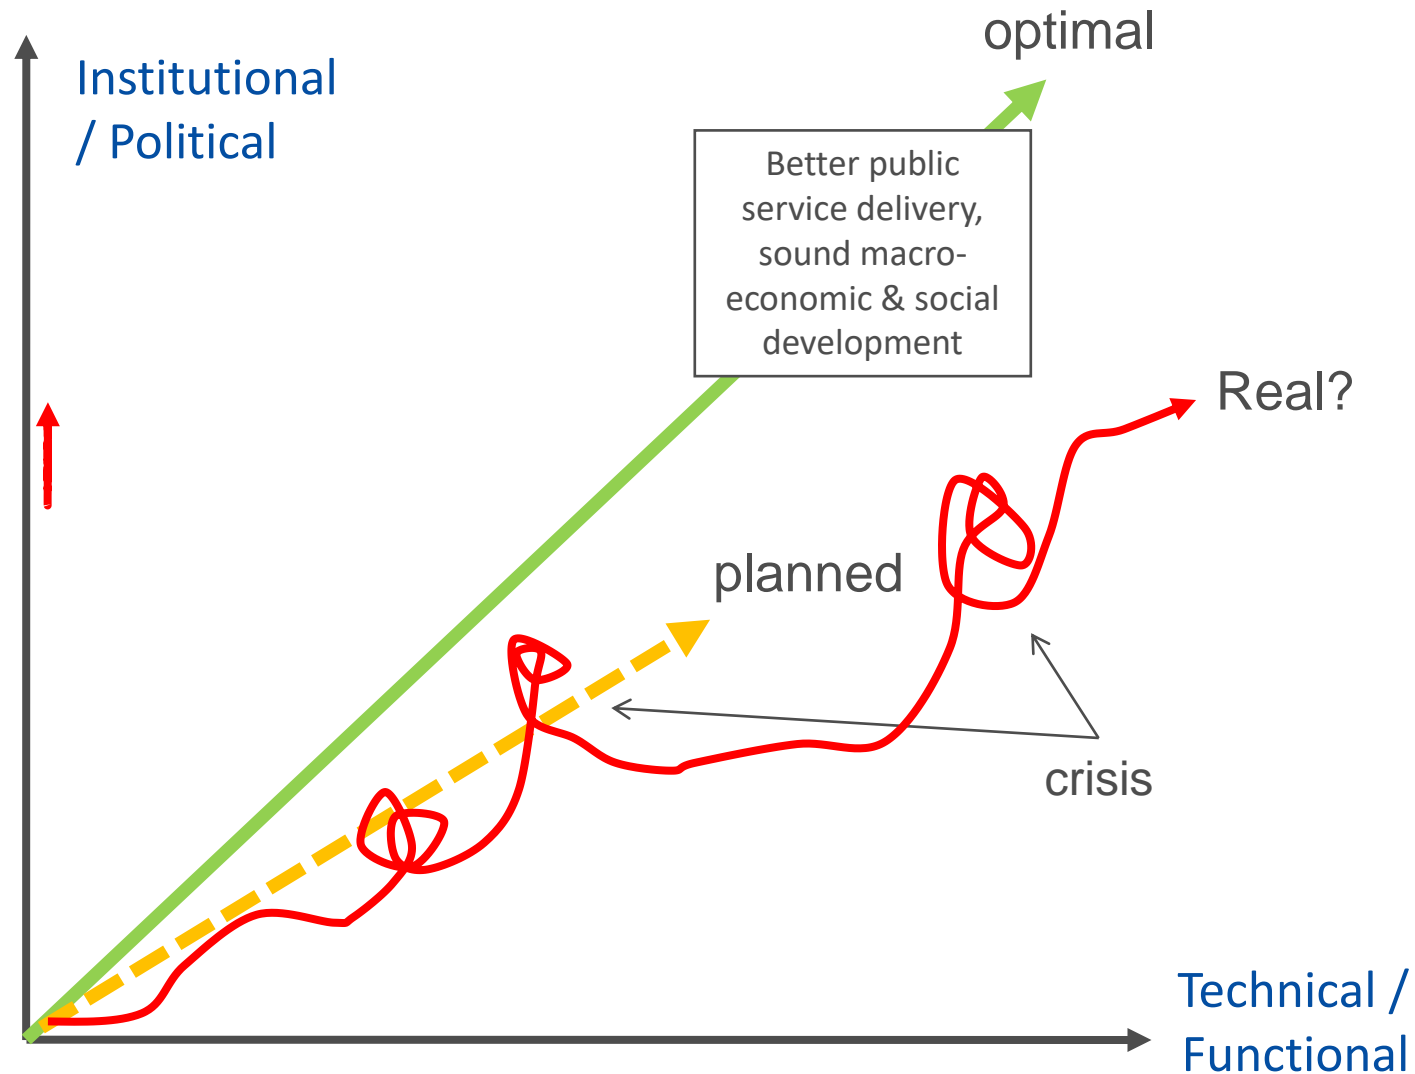 optimal
Institutional
/ Political
Better public
service delivery,
sound macro-
economic & social
development
Real?
planned
crisis
Technical /
Functional